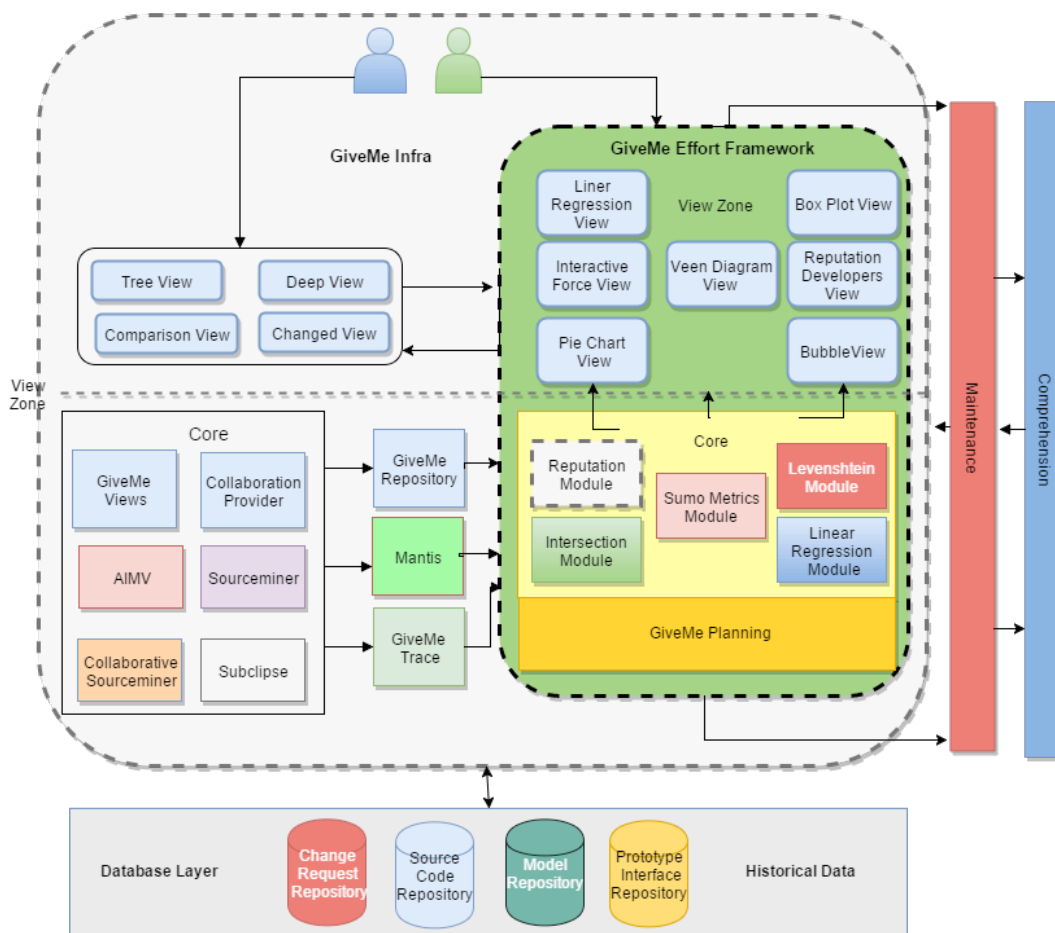 GiveMe Infra
GiveMe Effort Framework
Liner
Regression
View
View Zone
Box Plot View
Interactive
Force View
Veen Diagram
View
Reputation
Developers
View
Pie Chart
View
BubbleView
Tree View
Deep View
Comparison View
Changed View
View
Zone
Core
GiveMe
Views
Collaboration
Provider
AIMV
Sourceminer
Collaborative
Sourceminer
Subclipse
GiveMe
Repository
Mantis
GiveMe
Trace
Core
Reputation
Module
Sumo Metrics
Module
Levenshtein
Module
Intersection
Module
Linear
Regression
Module
GiveMe Planning
Maintenance
Comprehension
Database Layer
Change
Request
Repository
Source
Code
Repository
Model
Repository
Prototype
Interface
Repository
Historical Data